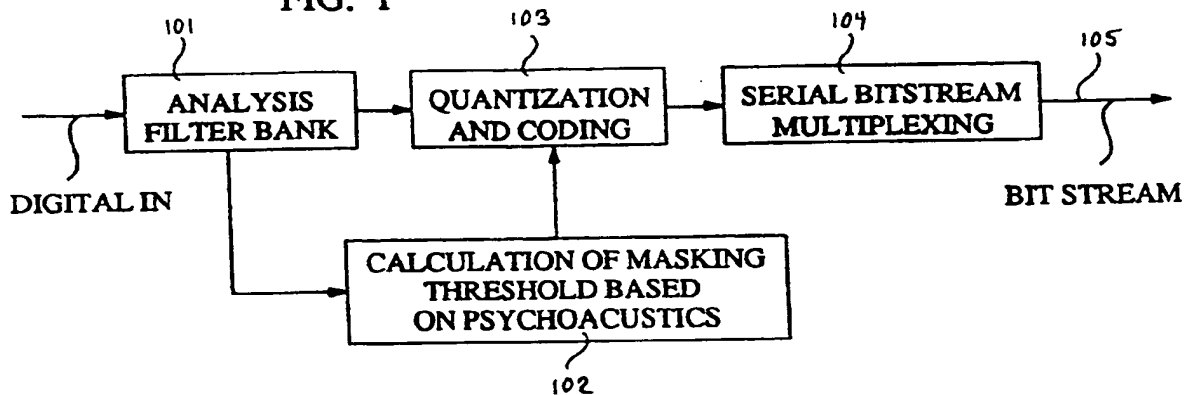 FIG. 1
101
103
104
105
ANALYSIS
FILTER BANK
QUANTIZATION
AND CODING
SERIAL BITSTREAM
MULTIPLEXING
DIGITAL IN
BIT STREAM
CALCULATION OF MASKING
THRESHOLD BASED
ON PSYCHOACUSTICS
102